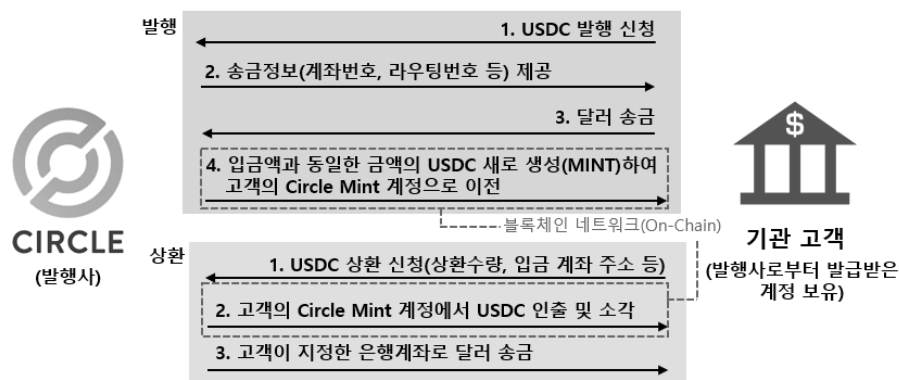 발행
1. USDC 발행 신청
2. 송금정보(계좌번호, 라우팅번호 등) 제공
3. 달러 송금
4. 입금액과 동일한 금액의 USDC 새로 생성(MINT)하여
고객의 Circle Mint 계정으로 이전
블록체인 네트워크(On-Chain)
CIRCLE
(발행사)
$
기관 고객
(발행사로부터 발급받은
계정 보유)
상환
1. USDC 상환 신청(상환수량, 입금 계좌 주소 등)
2. 고객의 Circle Mint 계정에서 USDC 인출 및 소각
3. 고객이 지정한 은행계좌로 달러 송금